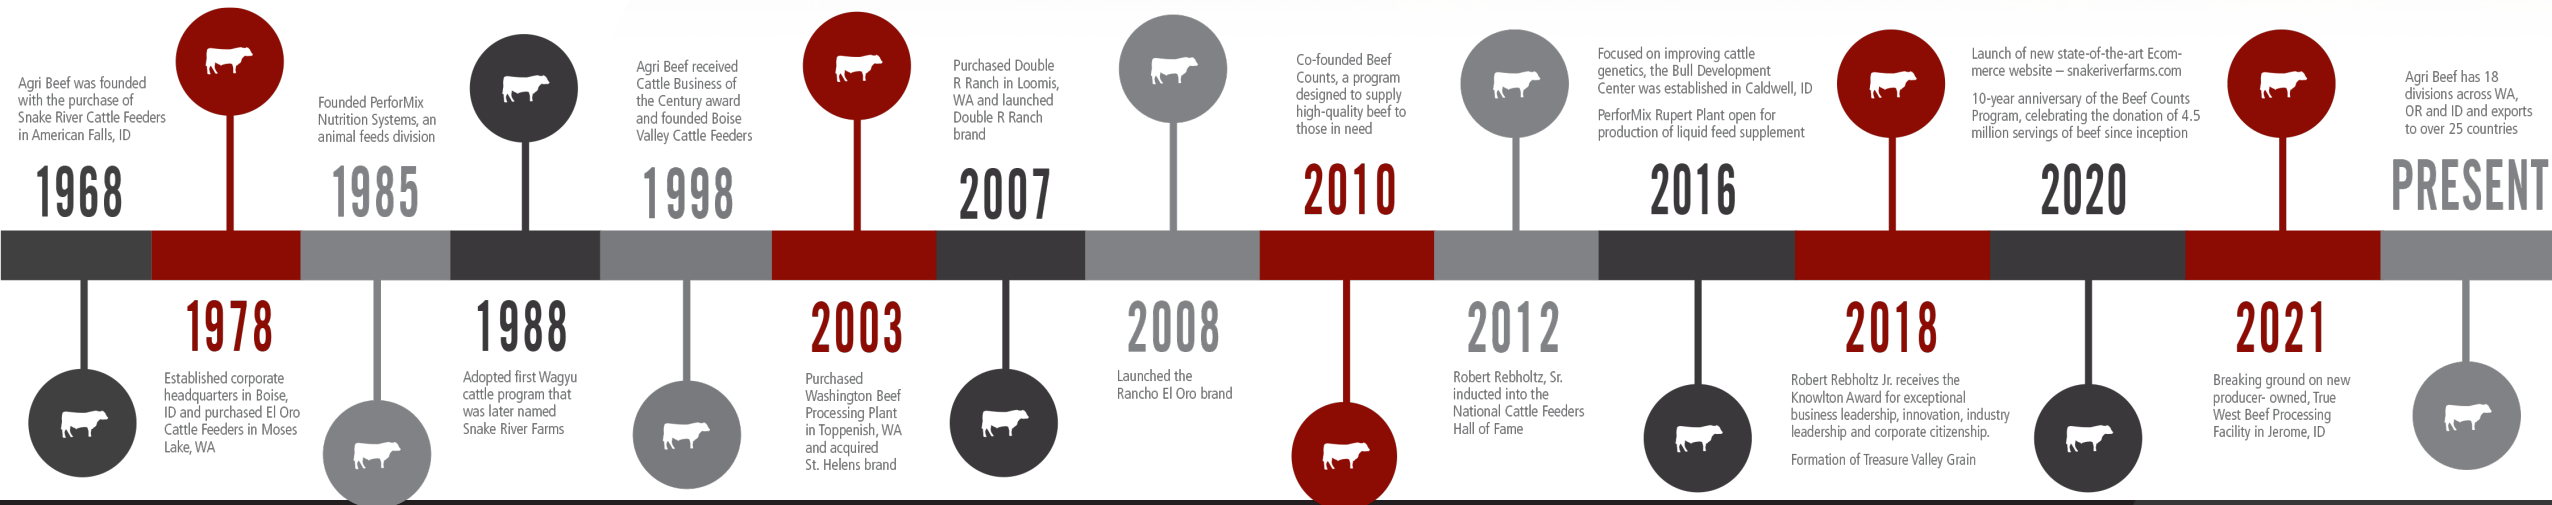 Agri Beef was founded
with the purchase of
Snake River Cattle Feeders
in American Falls, ID
1968
1978
Established corporate
headquarters in Boise,
ID and purchased El Oro
Cattle Feeders in Moses
Lake, WA
Founded PerforMix
Nutrition Systems, an
animal feeds division
1985
1988
Adopted first Wagyu
cattle program that
was later named
Snake River Farms
Agri Beef received
Cattle Business of
the Century award
and founded Boise
Valley Cattle Feeders
1998
2003
Purchased
Washington Beef
Processing Plant
in Toppenish, WA
and acquired
St. Helens brand
Purchased Double
R Ranch in Loomis,
WA and launched
Double R Ranch
brand
2007
2008
Launched the
Rancho El Oro brand
Co-founded Beef
Counts, a program
designed to supply
high-quality beef to
those in need
2010
2012
Robert Rebholtz, Sr.
inducted into the
National Cattle Feeders
Hall of Fame
Focused on improving cattle
genetics, the Bull Development
Center was established in Caldwell, ID
PerforMix Rupert Plant open for
production of liquid feed supplement
2016
2018
Robert Rebholtz Jr. receives the
Knowlton Award for exceptional
business leadership, innovation, industry
leadership and corporate citizenship.
Formation of Treasure Valley Grain
Launch of new state-of-the-art Ecom-
merce website – snakeriverfarms.com
10-year anniversary of the Beef Counts
Program, celebrating the donation of 4.5
million servings of beef since inception
2020
2021
Breaking ground on new
producer- owned, True
West Beef Processing
Facility in Jerome, ID
Agri Beef has 18
divisions across WA,
OR and ID and exports
to over 25 countries
PRESENT